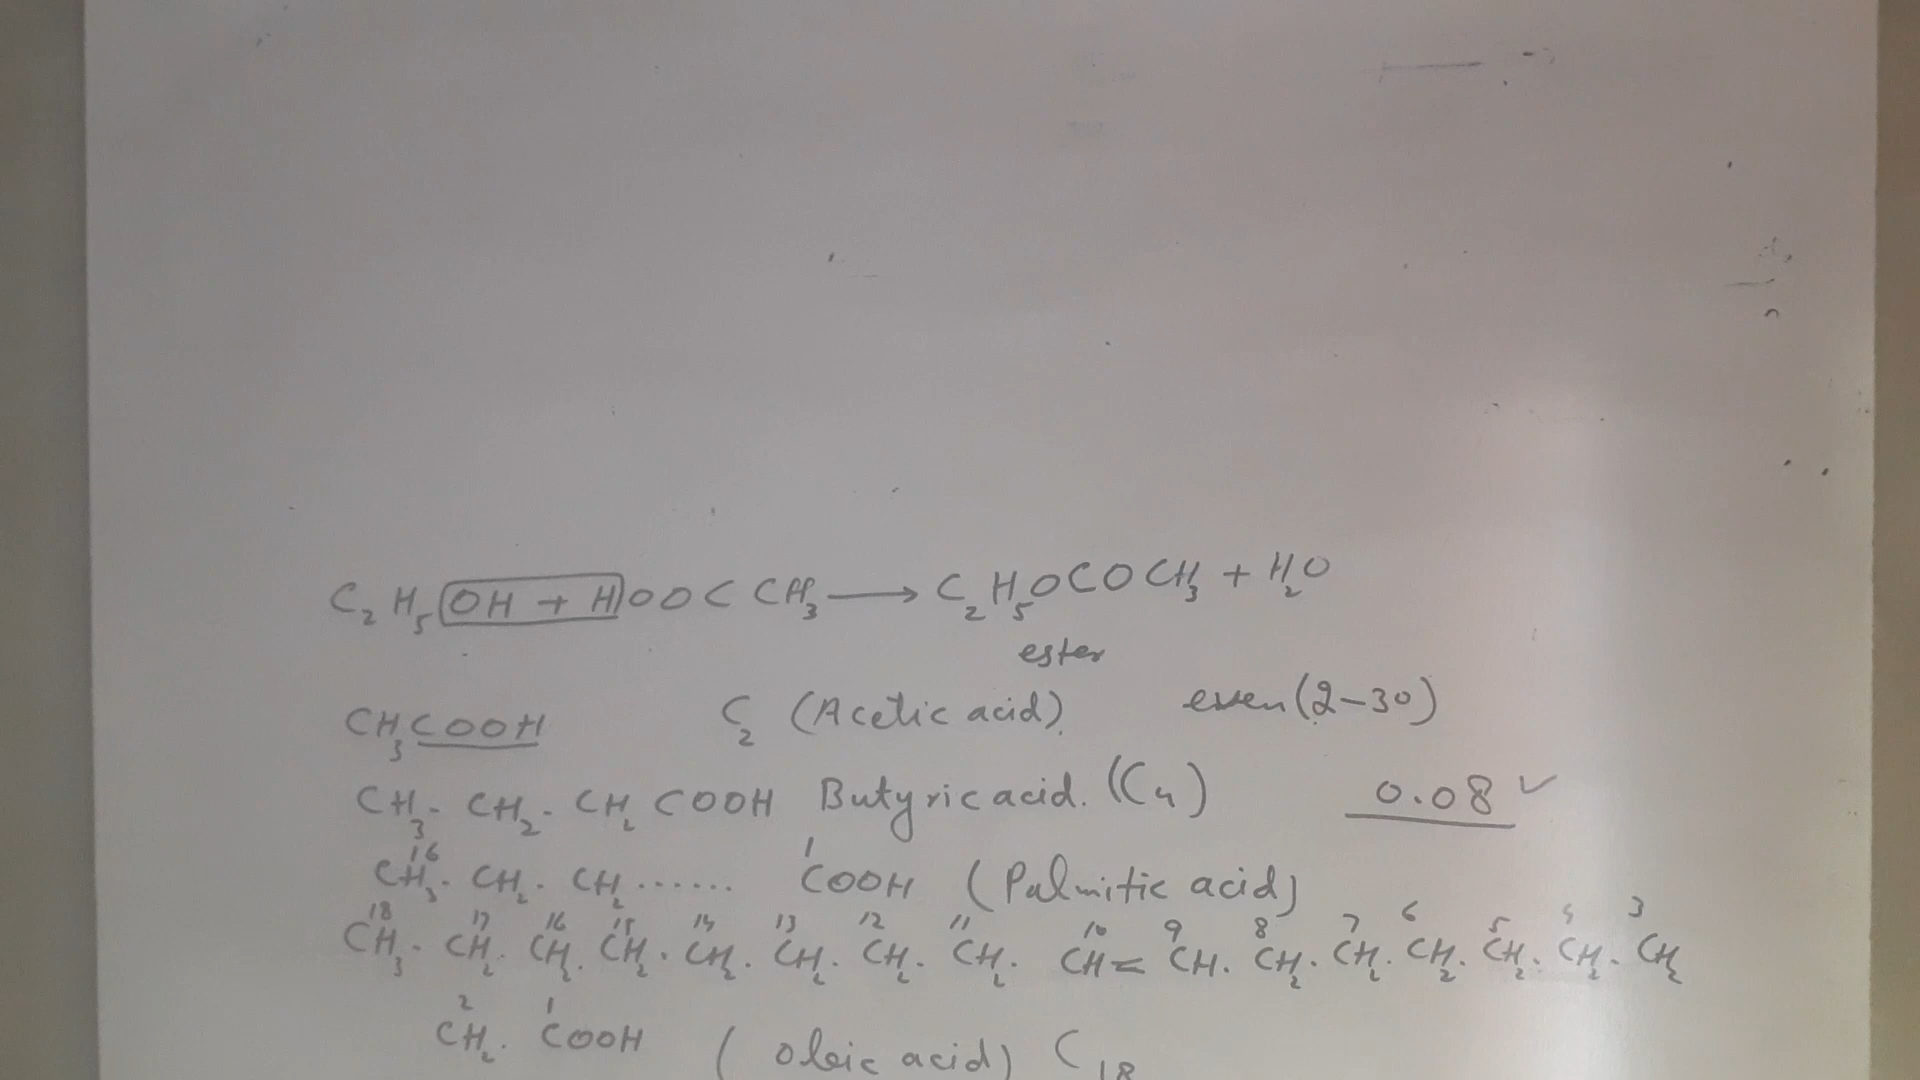 C₂H₅OH + HOOCCH₃ ⟶ C₂H₅OCOCH₃ + H₂O
ester
CH₃COOH C₂ (Acetic acid). even (2-30)
CH₃-CH₂-CH₂COOH Butyric acid. (C₄) 0.08 ✓
16 1
CH₃-CH₂-CH₂...... COOH (Palmitic acid)
18 17 16 15 14 13 12 11 10 9 8 7 6 5 4 3
CH₃-CH₂.CH₂.CH₂.CH₂.CH₂.CH₂.CH₂.CH=CH.CH₂.CH₂.CH₂.CH₂.CH₂.CH₂
2 1
CH₂.COOH (oleic acid) C₁₈